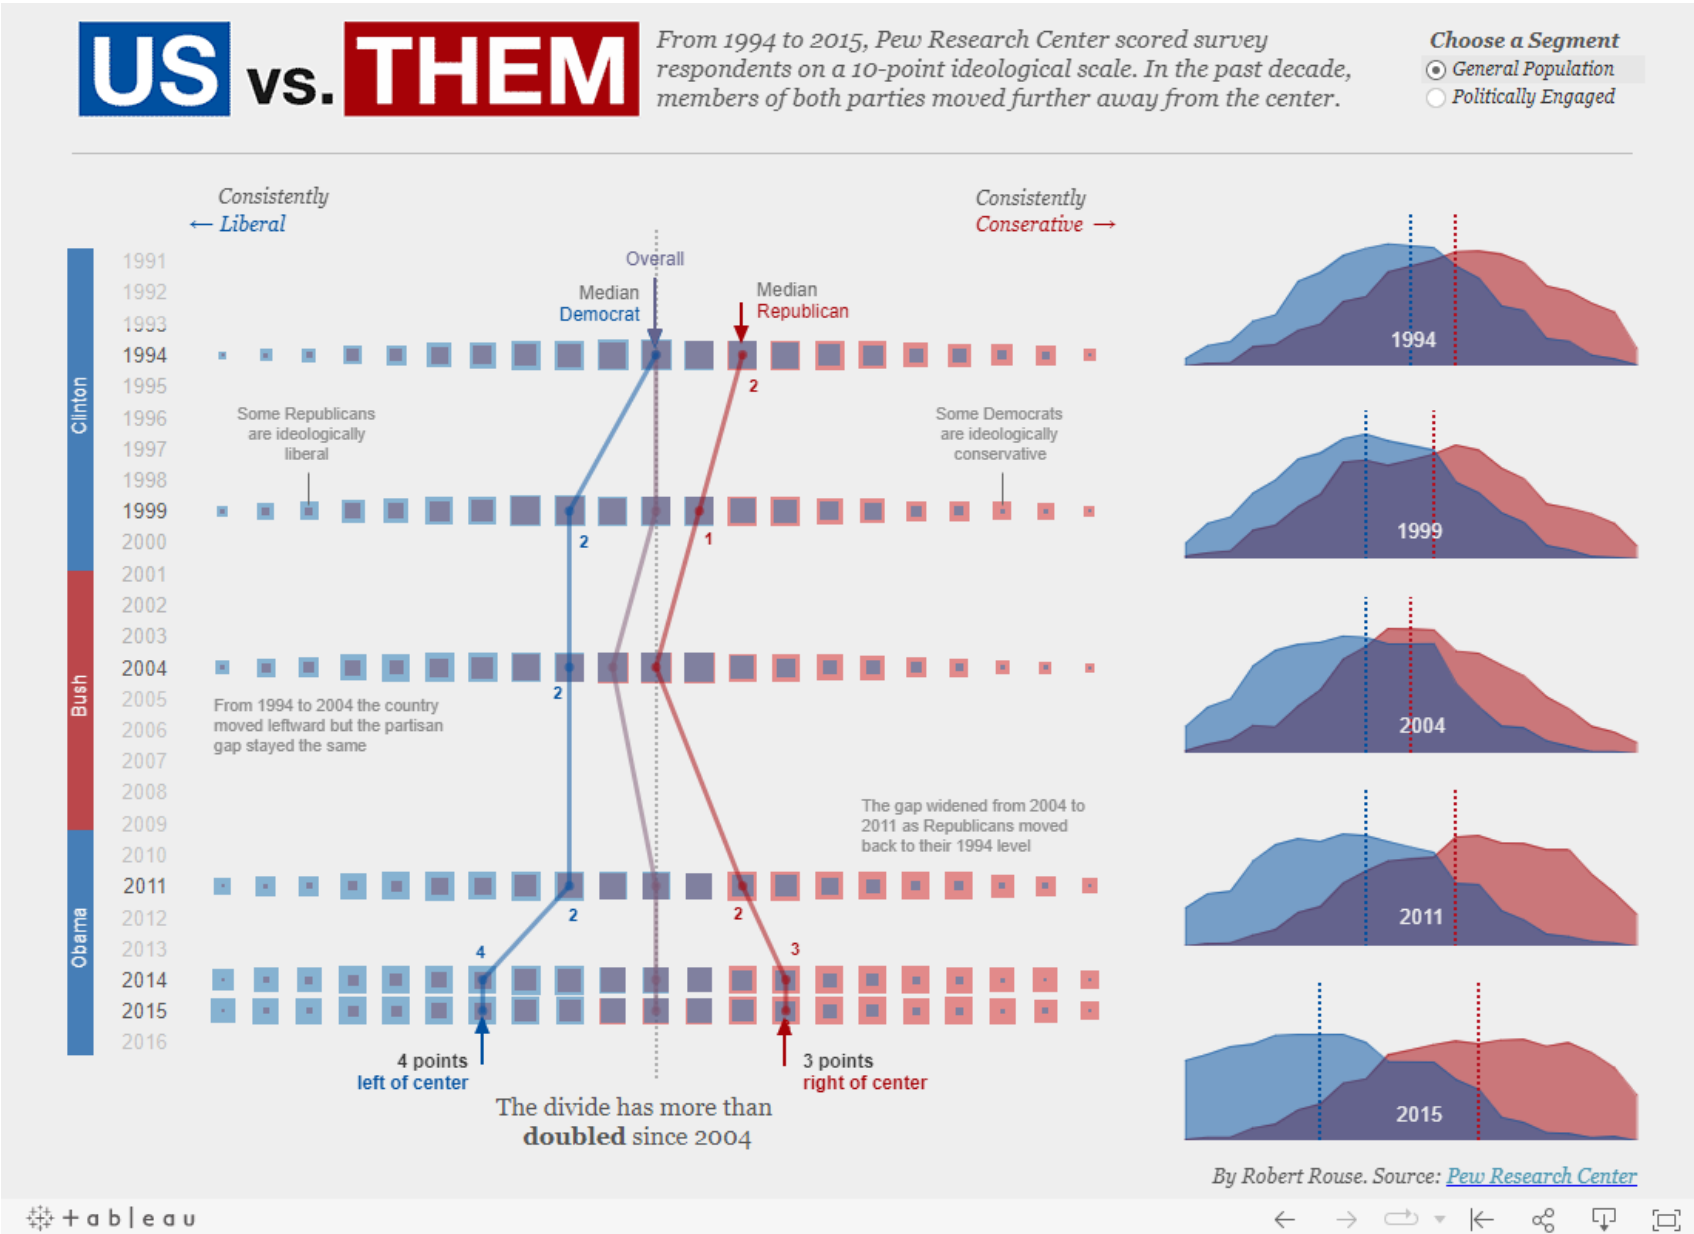 US vs. THEM
From 1994 to 2015, Pew Research Center scored survey
respondents on a 10-point ideological scale. In the past decade,
members of both parties moved further away from the center.
Choose a Segment
General Population
Politically Engaged
Consistently
← Liberal
Consistently
Conserative →
Overall
Median
Democrat
Median
Republican
Clinton
Bush
Obama
1991
1992
1993
1994
1995
2
1996
1997
1998
1999
2000
Some Republicans
are ideologically
liberal
Some Democrats
are ideologically
conservative
2
1
2001
2002
2003
2004
2005
2006
2007
2008
2
From 1994 to 2004 the country
moved leftward but the partisan
gap stayed the same
2009
2010
The gap widened from 2004 to
2011 as Republicans moved
back to their 1994 level
2011
2012
2
2
2013
4
3
2014
2015
2016
4 points
left of center
3 points
right of center
The divide has more than
doubled since 2004
1994
1999
2004
2011
2015
By Robert Rouse. Source: Pew Research Center
+ a b | e a u